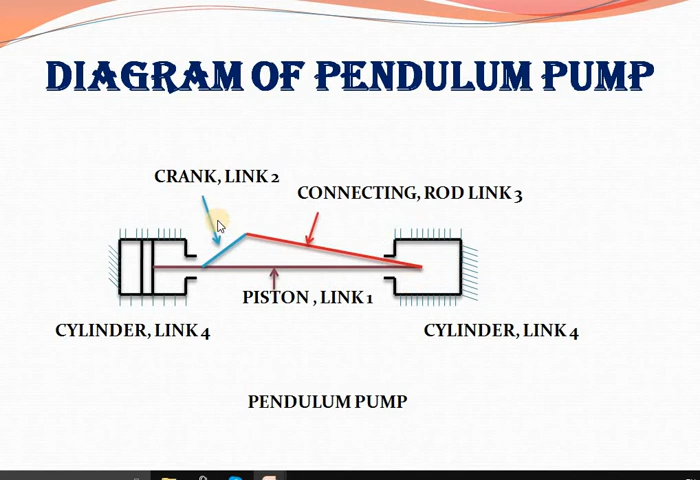 DIAGRAM OF PENDULUM PUMP
CRANK, LINK 2
CONNECTING, ROD LINK 3
PISTON , LINK 1
CYLINDER, LINK 4
CYLINDER, LINK 4
PENDULUM PUMP